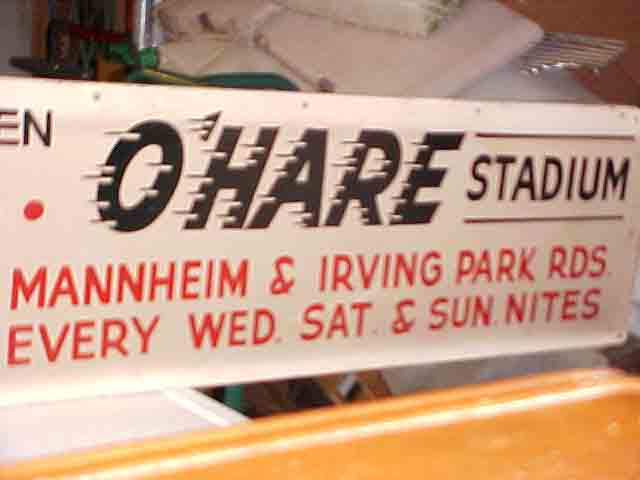 EN
O'HARE STADIUM
MANNHEIM & IRVING PARK RDS.
EVERY WED. SAT. & SUN. NITES